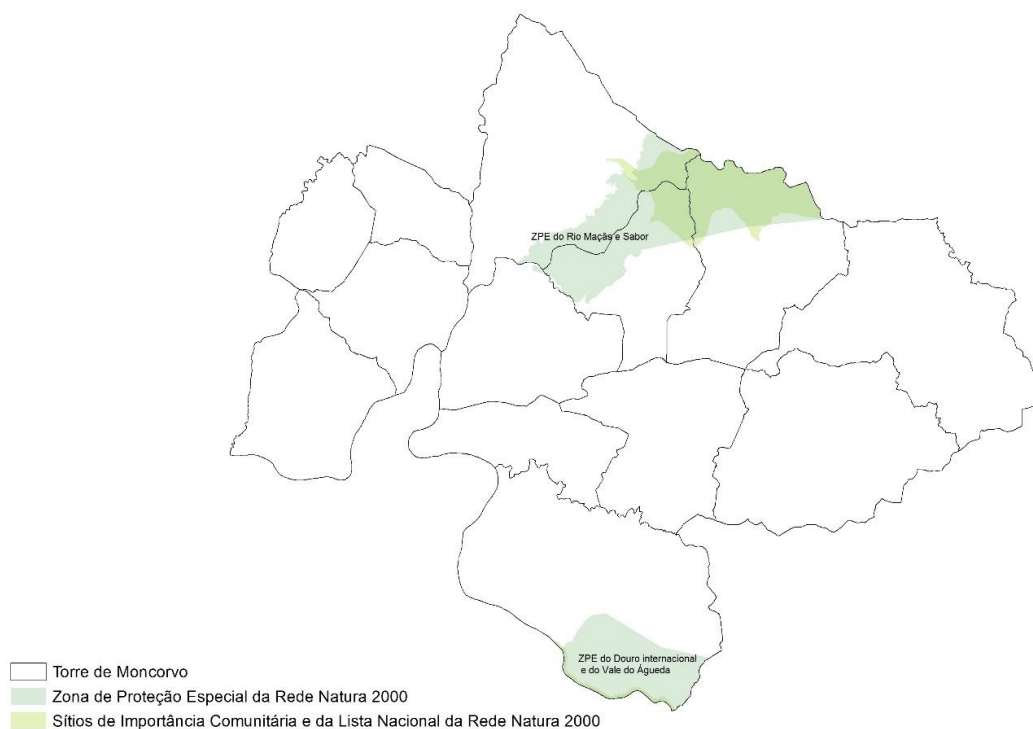 ZPE do Rio Maçãs e Sabor
ZPE do Douro internacional
e do Vale do Águeda
Torre de Moncorvo
Zona de Proteção Especial da Rede Natura 2000
Sítios de Importância Comunitária e da Lista Nacional da Rede Natura 2000